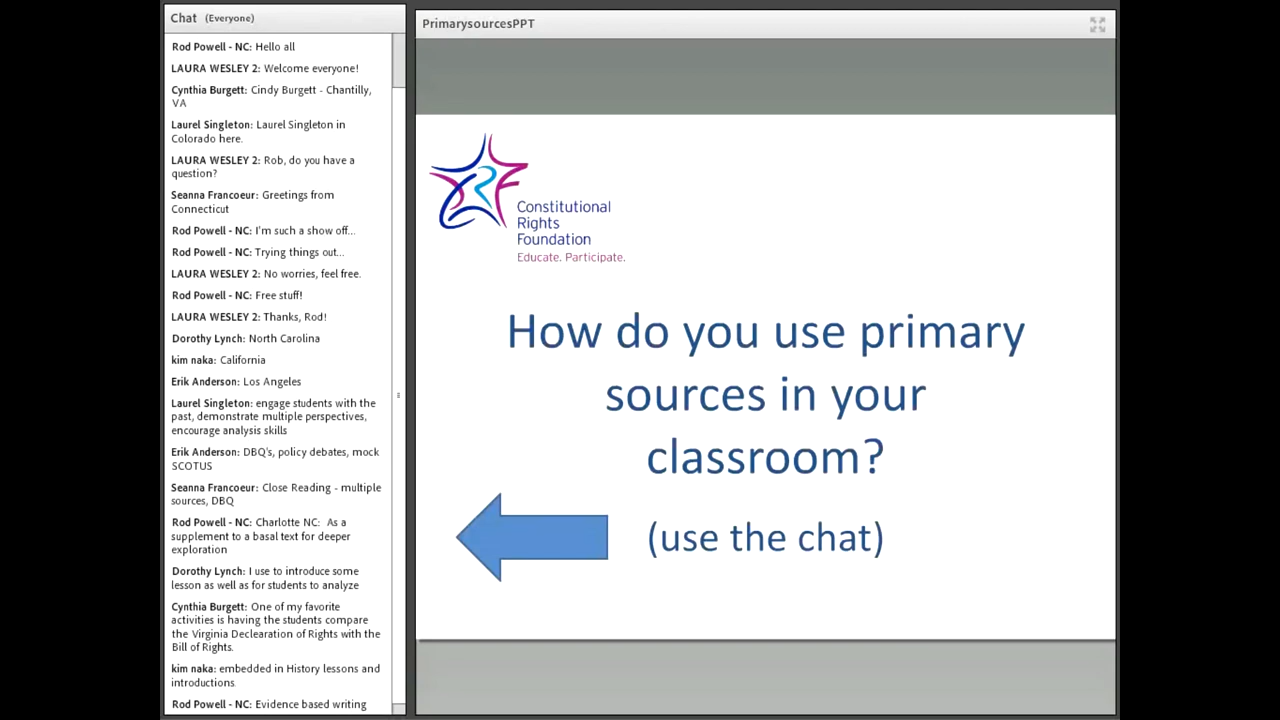 Chat (Everyone)
Rod Powell - NC: Hello all
LAURA WESLEY 2: Welcome everyone!
Cynthia Burgett: Cindy Burgett - Chantilly,
VA
Laurel Singleton: Laurel Singleton in
Colorado here.
LAURA WESLEY 2: Rob, do you have a
question?
Seanna Francoeur: Greetings from
Connecticut
Rod Powell - NC: I'm such a show off...
Rod Powell - NC: Trying things out...
LAURA WESLEY 2: No worries, feel free.
Rod Powell - NC: Free stuff!
LAURA WESLEY 2: Thanks, Rod!
Dorothy Lynch: North Carolina
kim naka: California
Erik Anderson: Los Angeles
Laurel Singleton: engage students with the
past, demonstrate multiple perspectives,
encourage analysis skills
Erik Anderson: DBQ's, policy debates, mock
SCOTUS
Seanna Francoeur: Close Reading - multiple
sources, DBQ
Rod Powell - NC: Charlotte NC: As a
supplement to a basal text for deeper
exploration
Dorothy Lynch: I use to introduce some
lesson as well as for students to analyze
Cynthia Burgett: One of my favorite
activities is having the students compare
the Virginia Declearation of Rights with the
Bill of Rights.
kim naka: embedded in History lessons and
introductions
Rod Powell - NC: Evidence based writing
PrimarysourcesPPT
CRF
Constitutional
Rights
Foundation
Educate. Participate.
How do you use primary
sources in your
classroom?
(use the chat)